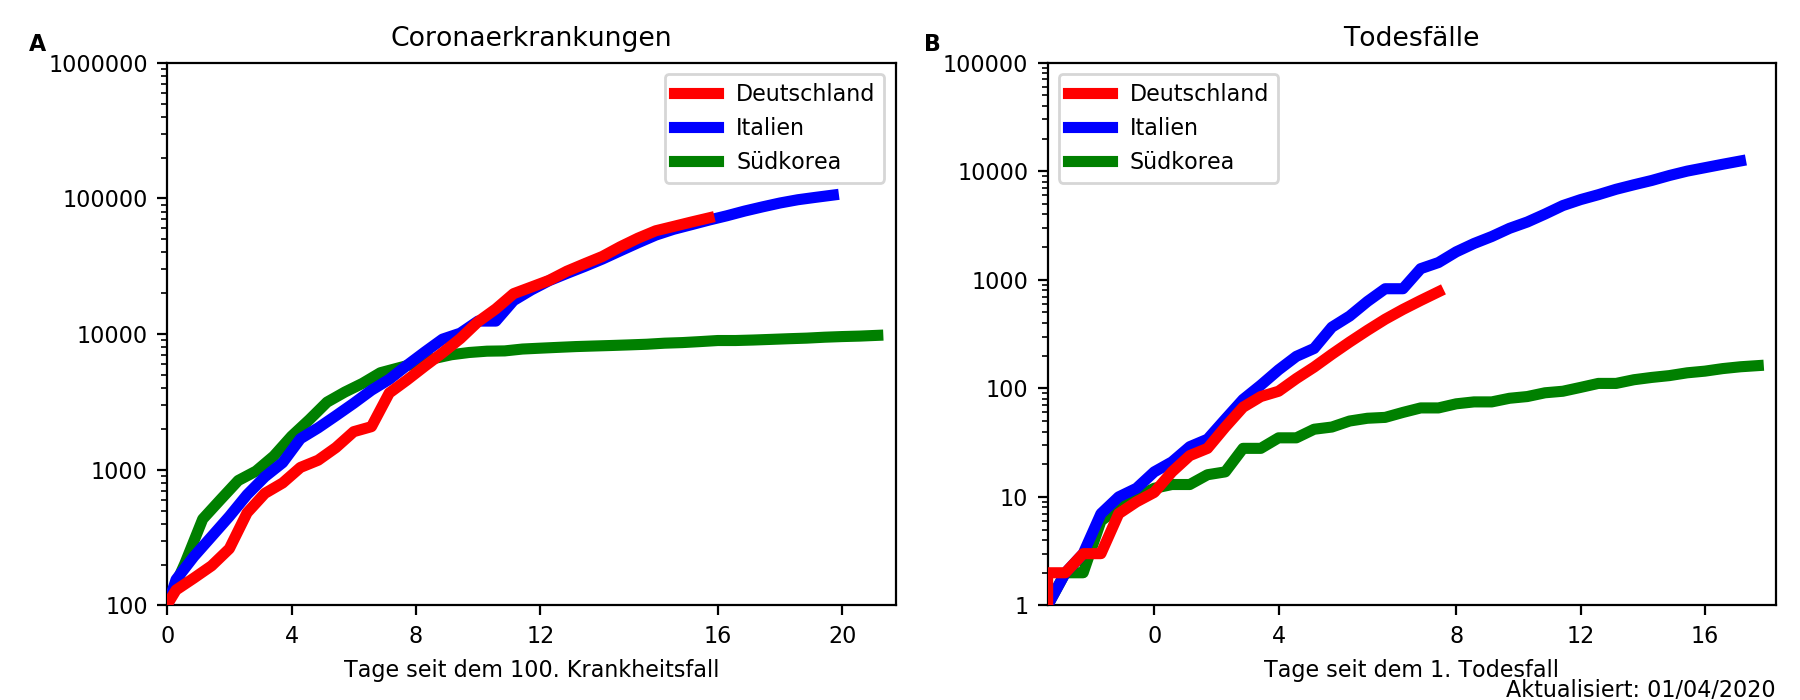 A
Coronaerkrankungen
1000000
100000
10000
1000
100
Deutschland
Italien
Südkorea
0 4 8 12 16 20
Tage seit dem 100. Krankheitsfall
B
Todesfälle
100000
10000
1000
100
10
1
Deutschland
Italien
Südkorea
0 4 8 12 16
Tage seit dem 1. Todesfall
Aktualisiert: 01/04/2020